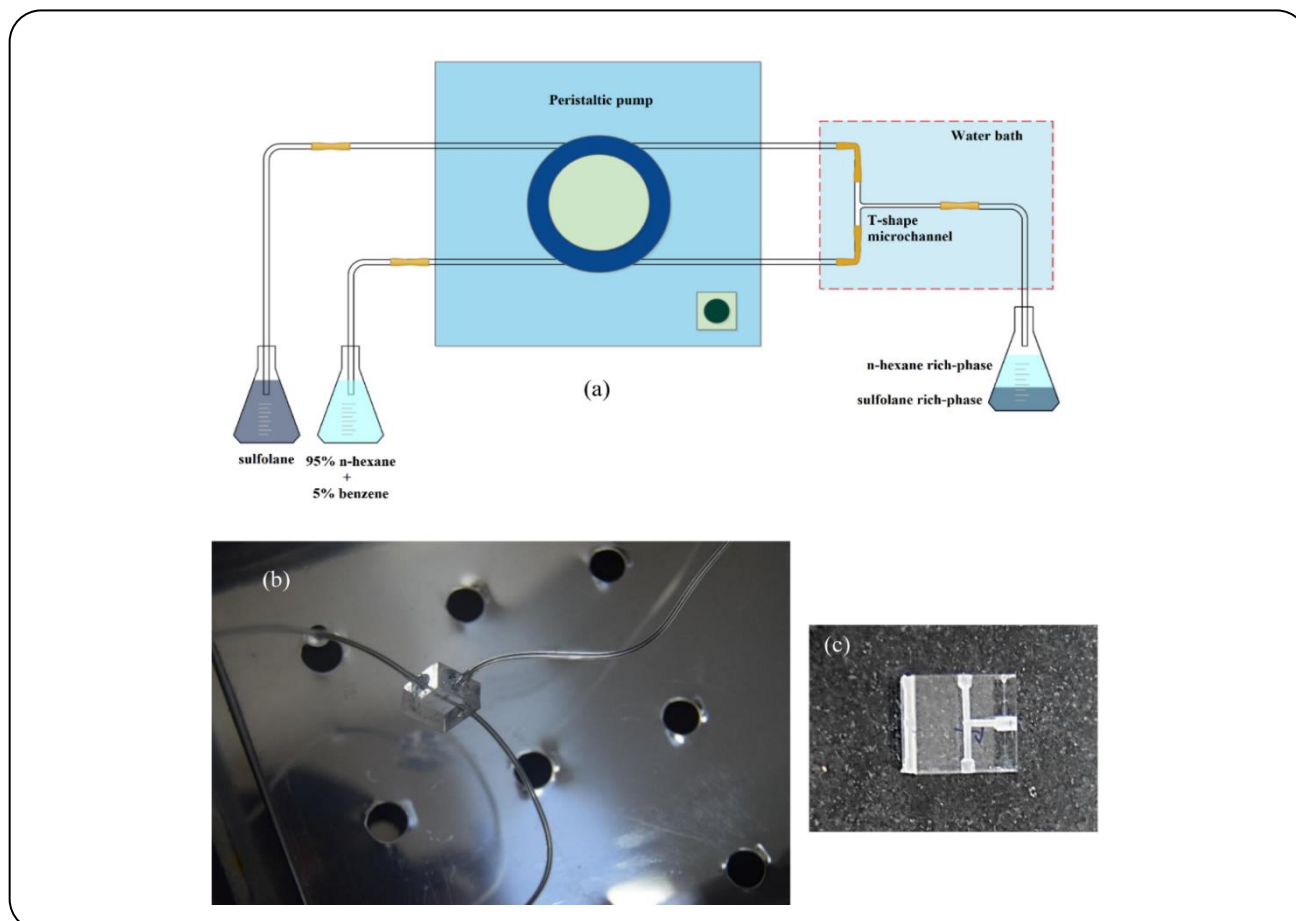 Peristaltic pump
Water bath
T-shape
microchannel
n-hexane rich-phase
sulfolane rich-phase
(a)
sulfolane
95% n-hexane
+
5% benzene
(b)
(c)